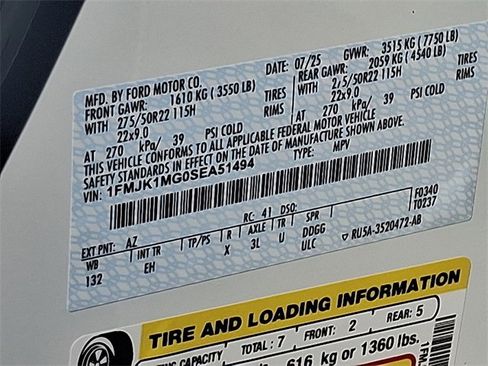 MFD. BY FORD MOTOR CO.
DATE: 07/25 GVWR: 3515 KG (7750 LB)
FRONT GAWR: 1610 KG (3550 LB)
REAR GAWR: 2059 KG (4540 LB)
WITH 275/50R22 115H TIRES
WITH 275/50R22 115H TIRES
22x9.0 RIMS
22x9.0 RIMS
AT 270 kPa/ 39 PSI COLD
AT 270 kPa/ 39 PSI COLD
THIS VEHICLE CONFORMS TO ALL APPLICABLE FEDERAL MOTOR VEHICLE
SAFETY STANDARDS IN EFFECT ON THE DATE OF MANUFACTURE SHOWN ABOVE.
VIN: 1FMJK1MG0SEA51494 TYPE: MPV
F0340
T0237
EXT PNT: AZ RC: 41 DSO:
WB INT TR TP/PS R AXLE TR SPR
132 EH X 3L U DDGG
ULC RU5A-3520472-AB
TIRE AND LOADING INFORMATION
CAPACITY TOTAL: 7 FRONT: 2 REAR: 5
616 kg or 1360 lbs.